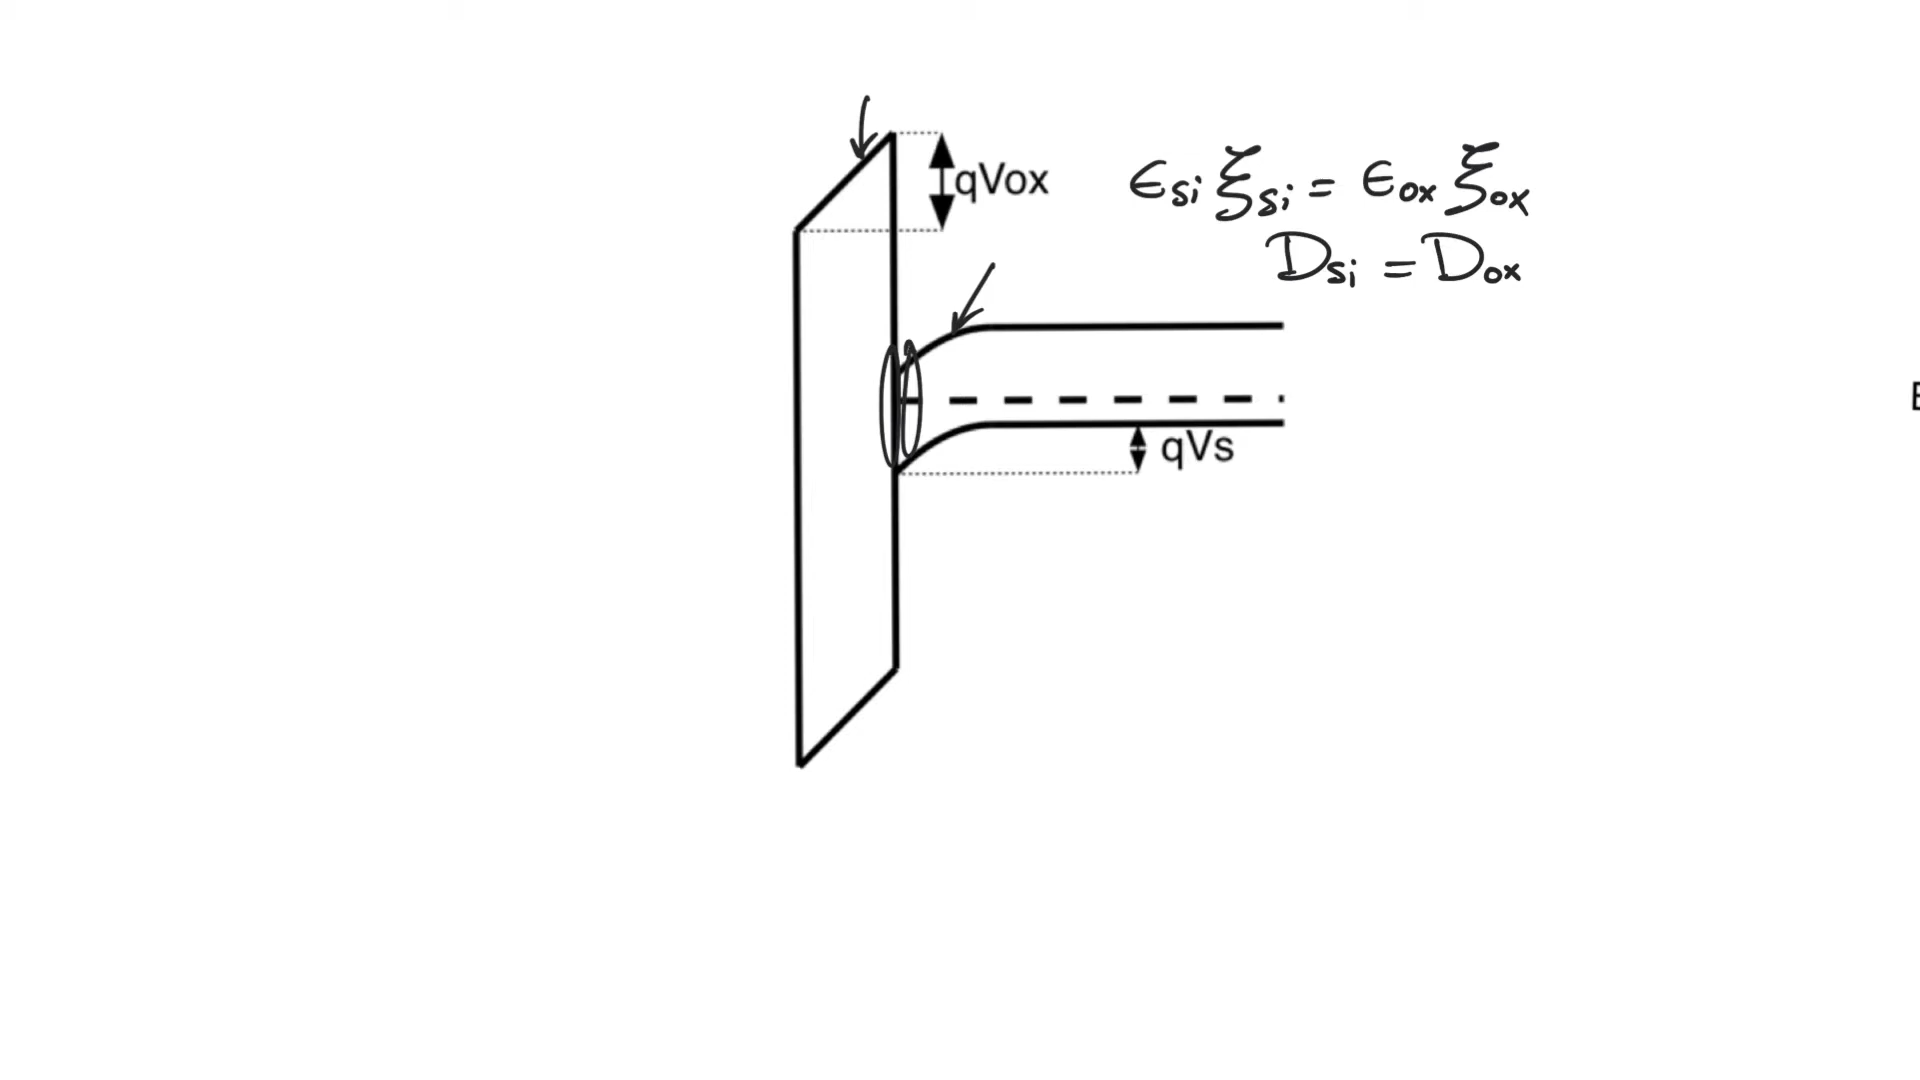 qVox
ϵsi ξsi = ϵox ξox
Dsi = Dox
qVs